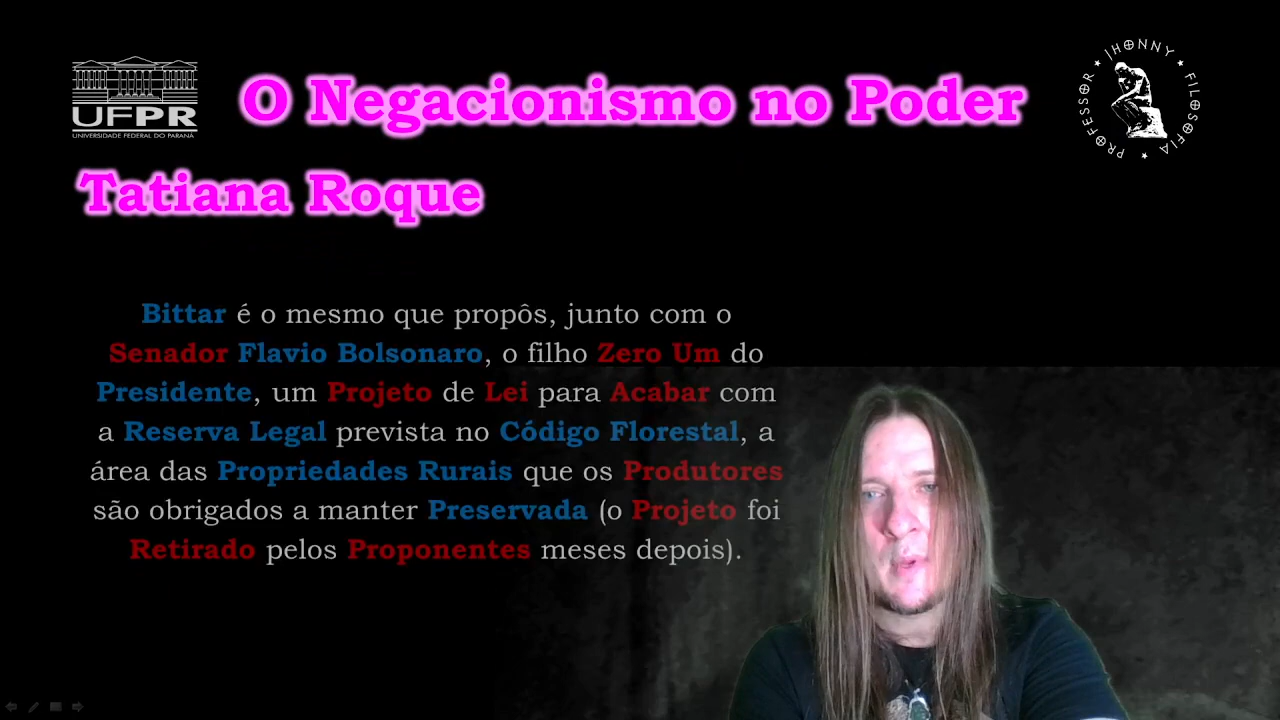 UFPR
UNIVERSIDADE FEDERAL DO PARANÁ
O Negacionismo no Poder
PROFESSOR ★ JHONNY ★ FILOSOFIA ★
Tatiana Roque
Bittar é o mesmo que propôs, junto com o
Senador Flavio Bolsonaro, o filho Zero Um do
Presidente, um Projeto de Lei para Acabar com
a Reserva Legal prevista no Código Florestal, a
área das Propriedades Rurais que os Produtores
são obrigados a manter Preservada (o Projeto foi
Retirado pelos Proponentes meses depois).